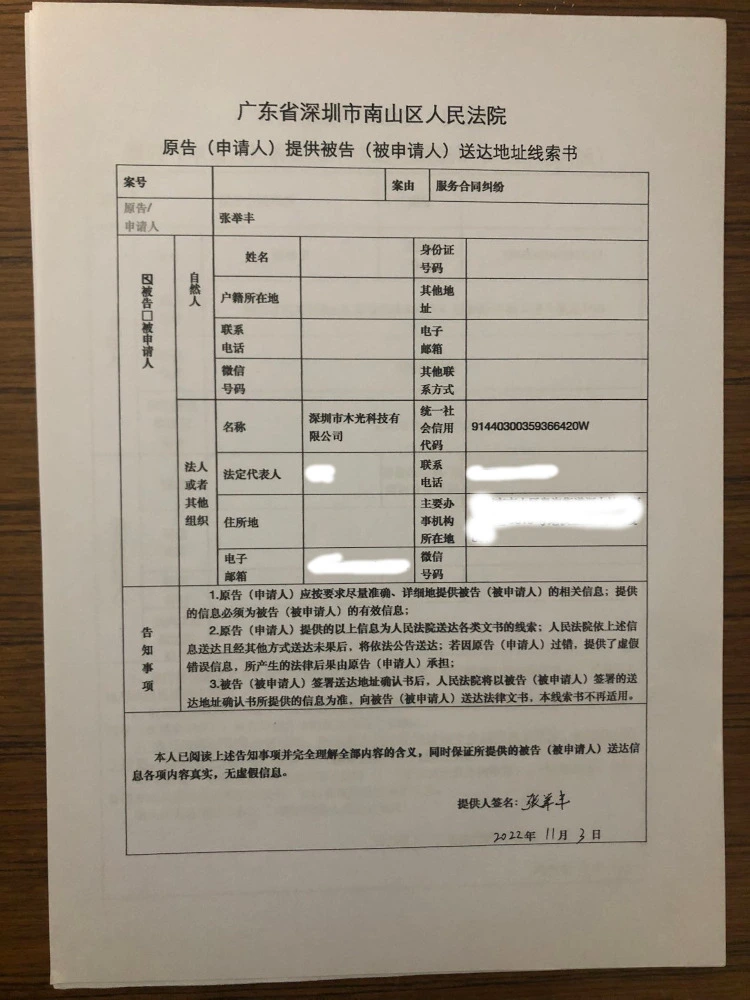 广东省深圳市南山区人民法院
原告（申请人）提供被告（被申请人）送达地址线索书
案号 案由 服务合同纠纷
原告/
申请人
张举丰
☑被告☐被申请人
自然人
姓名
身份证
号码
户籍所在地
其他地
址
联系
电话
电子
邮箱
微信
号码
其他联
系方式
法人
或者
其他
组织
名称
深圳市木光科技有
限公司
统一社
会信用
代码
91440300359366420W
法定代表人
联系
电话
住所地
主要办
事机构
所在地
电子
邮箱
微信
号码
告
知
事
项
1.原告（申请人）应按要求尽量准确、详细地提供被告（被申请人）的相关信息；提供
的信息必须为被告（被申请人）的有效信息；
2.原告（申请人）提供的以上信息为人民法院送达各类文书的线索；人民法院依上述信
息送达且经其他方式送达未果后，将依法公告送达；若因原告（申请人）过错，提供了虚假
错误信息，所产生的法律后果由原告（申请人）承担；
3.被告（被申请人）签署送达地址确认书后，人民法院将以被告（被申请人）签署的送
达地址确认书所提供的信息为准，向被告（被申请人）送达法律文书，本线索书不再适用。
本人已阅读上述告知事项并完全理解全部内容的含义，同时保证所提供的被告（被申请人）送达信
息各项内容真实，无虚假信息。
提供人签名：张举丰
2022年 11月 3日